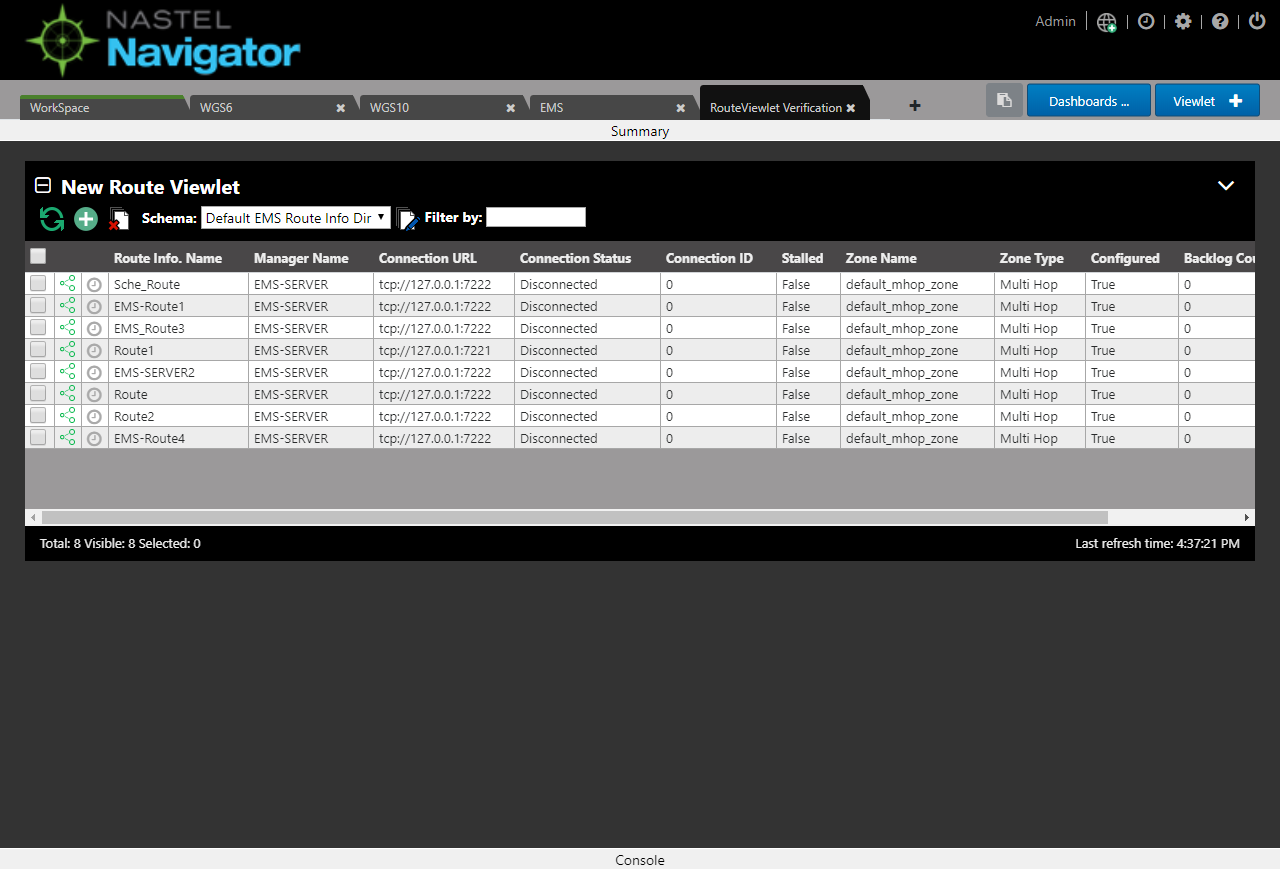 NASTEL
Navigator
Admin
WorkSpace WGS6 WGS10 EMS RouteViewlet Verification Dashboards ... Viewlet
Summary
New Route Viewlet
Schema: Default EMS Route Info Dir Filter by:
Route Info. Name Manager Name Connection URL Connection Status Connection ID Stalled Zone Name Zone Type Configured Backlog Cou
Sche_Route EMS-SERVER tcp://127.0.0.1:7222 Disconnected 0 False default_mhop_zone Multi Hop True 0
EMS-Route1 EMS-SERVER tcp://127.0.0.1:7222 Disconnected 0 False default_mhop_zone Multi Hop True 0
EMS_Route3 EMS-SERVER tcp://127.0.0.1:7222 Disconnected 0 False default_mhop_zone Multi Hop True 0
Route1 EMS-SERVER tcp://127.0.0.1:7221 Disconnected 0 False default_mhop_zone Multi Hop True 0
EMS-SERVER2 EMS-SERVER tcp://127.0.0.1:7222 Disconnected 0 False default_mhop_zone Multi Hop True 0
Route EMS-SERVER tcp://127.0.0.1:7222 Disconnected 0 False default_mhop_zone Multi Hop True 0
Route2 EMS-SERVER tcp://127.0.0.1:7222 Disconnected 0 False default_mhop_zone Multi Hop True 0
EMS-Route4 EMS-SERVER tcp://127.0.0.1:7222 Disconnected 0 False default_mhop_zone Multi Hop True 0
Total: 8 Visible: 8 Selected: 0 Last refresh time: 4:37:21 PM
Console